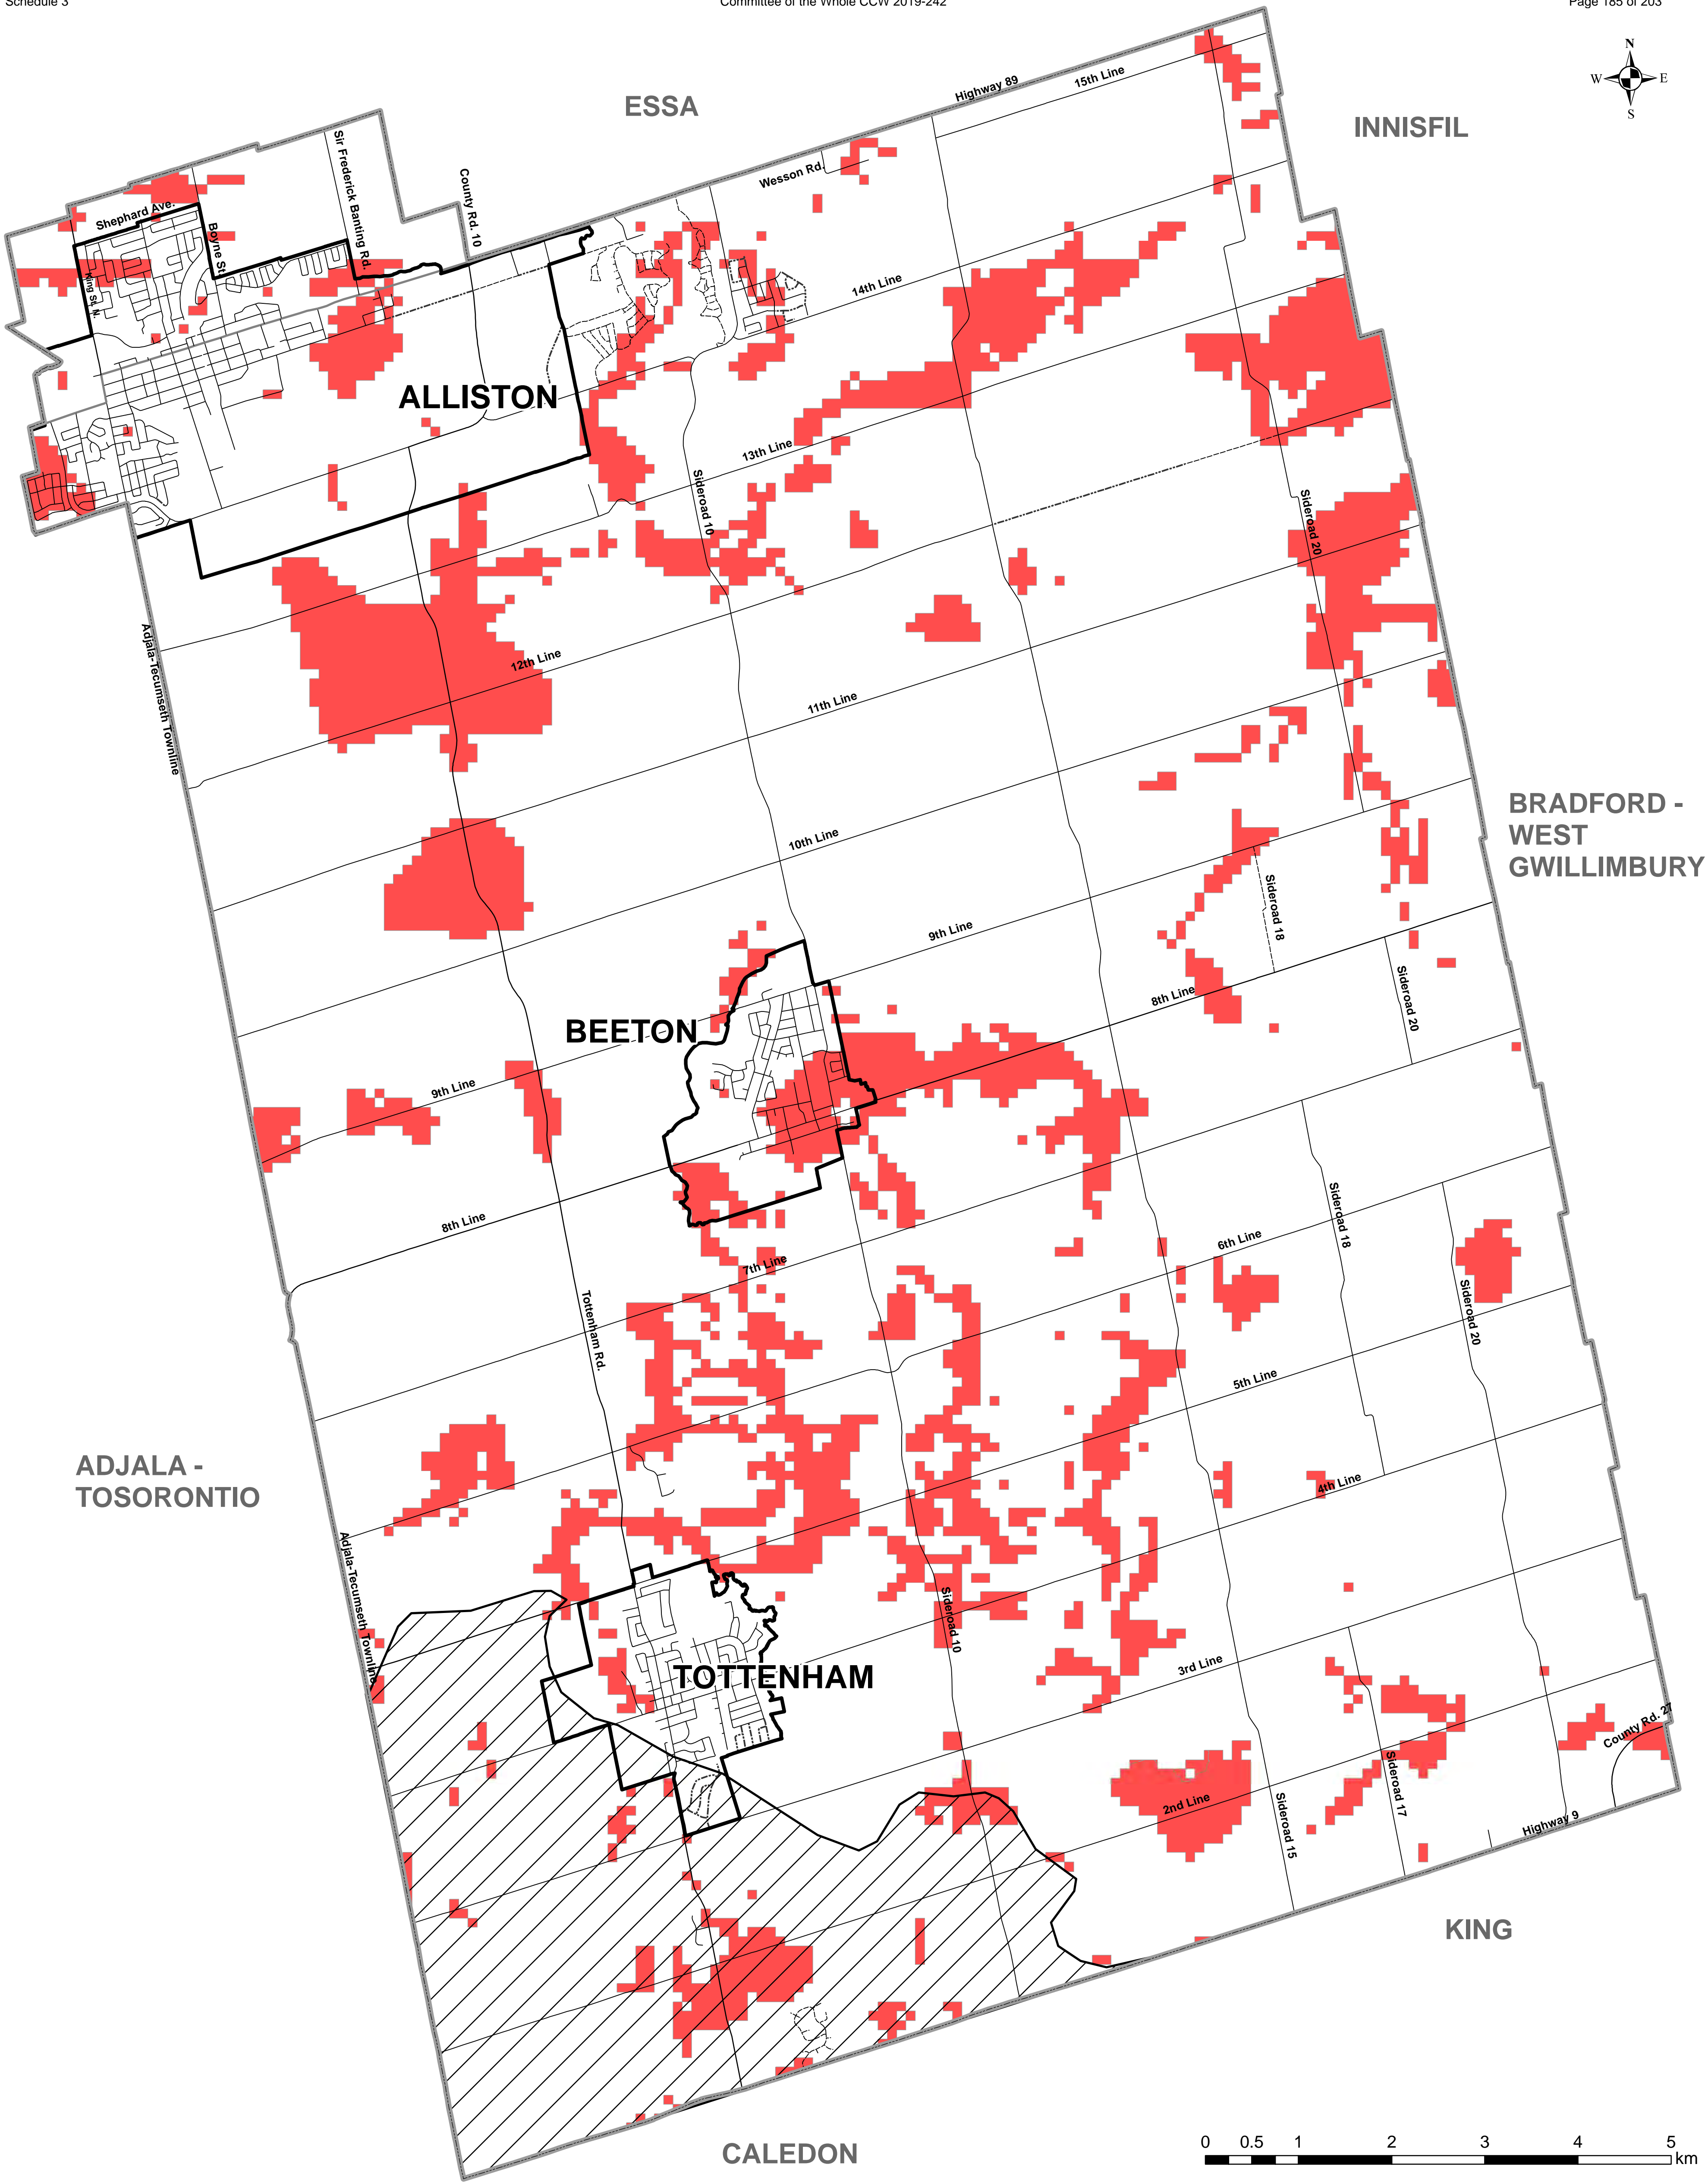 Schedule 3
Committee of the Whole CCW 2019-242
Page 185 of 203
N
W
E
S
ESSA
INNISFIL
Highway 89
15th Line
Wesson Rd.
Sir Frederick Banting Rd.
County Rd. 10
Shephard Ave.
Boyne St.
King St. N.
14th Line
ALLISTON
13th Line
Sideroad 10
Sideroad 20
Adjala-Tecumseth Townline
12th Line
11th Line
10th Line
BRADFORD -
WEST
GWILLIMBURY
Sideroad 18
9th Line
Sideroad 20
8th Line
BEETON
9th Line
8th Line
Sideroad 18
6th Line
7th Line
Sideroad 20
Tottenham Rd.
5th Line
ADJALA -
TOSORONTIO
4th Line
Adjala-Tecumseth Townline
Sideroad 10
TOTTENHAM
3rd Line
County Rd. 27
Sideroad 17
2nd Line
Sideroad 15
Highway 9
KING
CALEDON
0 0.5 1 2 3 4 5
km